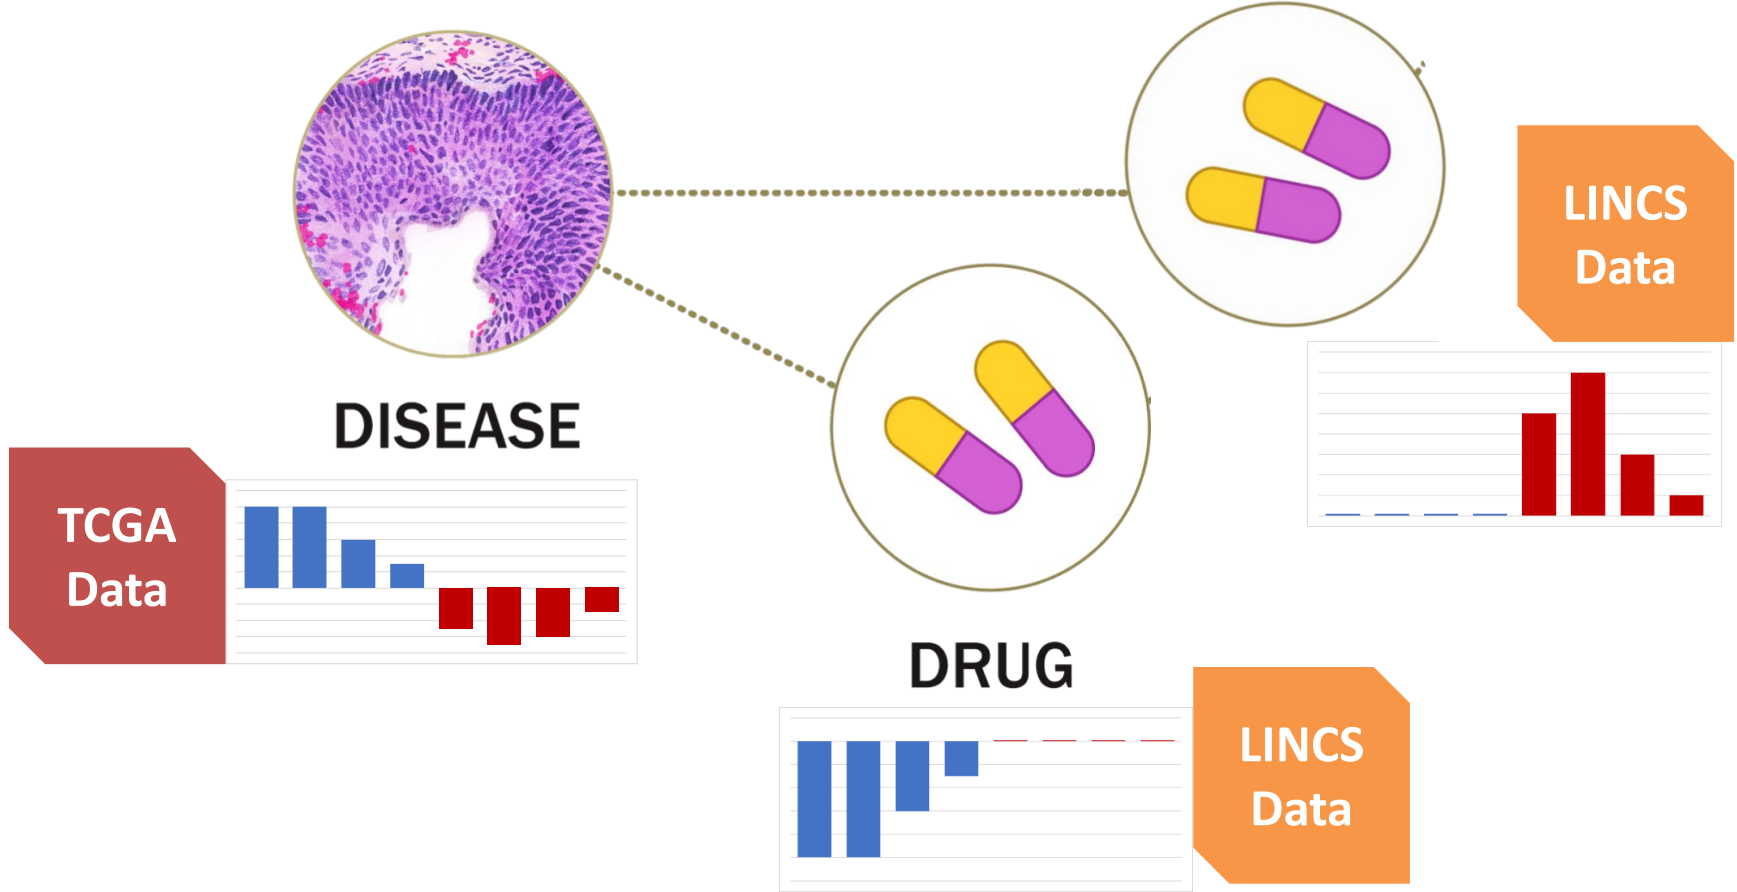 LINCS
Data
DISEASE
TCGA
Data
DRUG
LINCS
Data